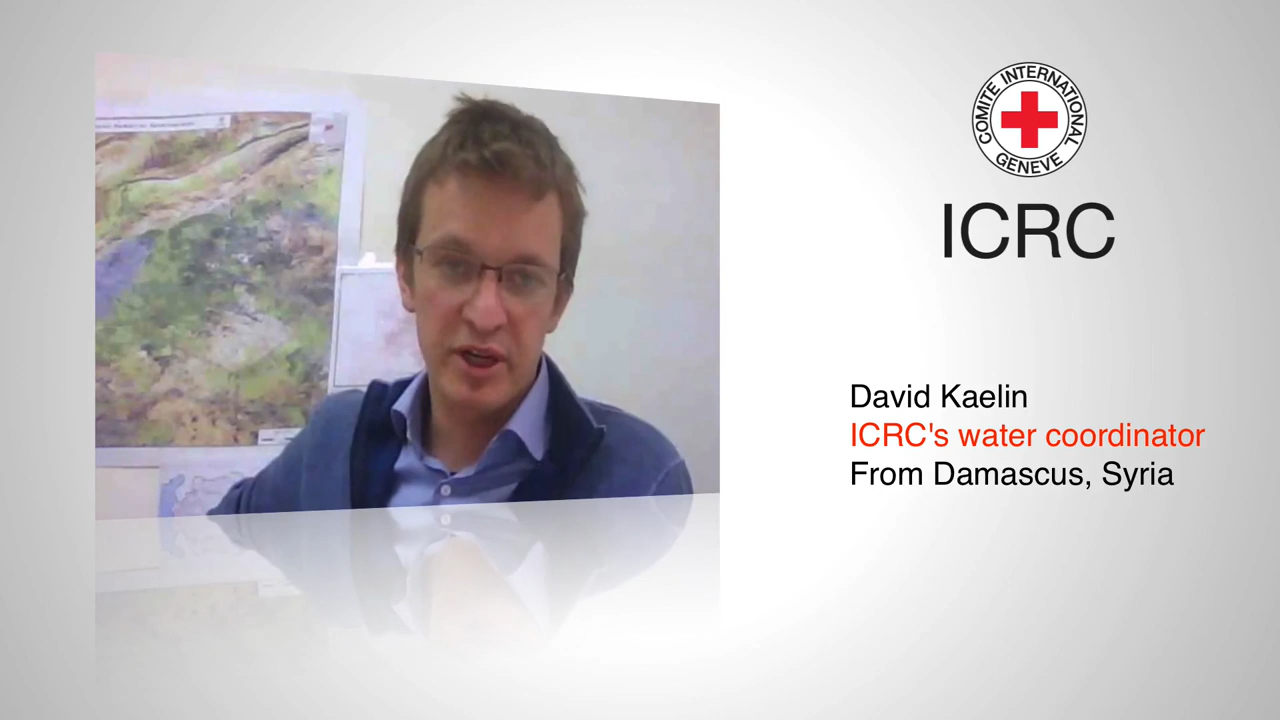 COMITE INTERNATIONAL
GENEVE
ICRC
David Kaelin
ICRC's water coordinator
From Damascus, Syria